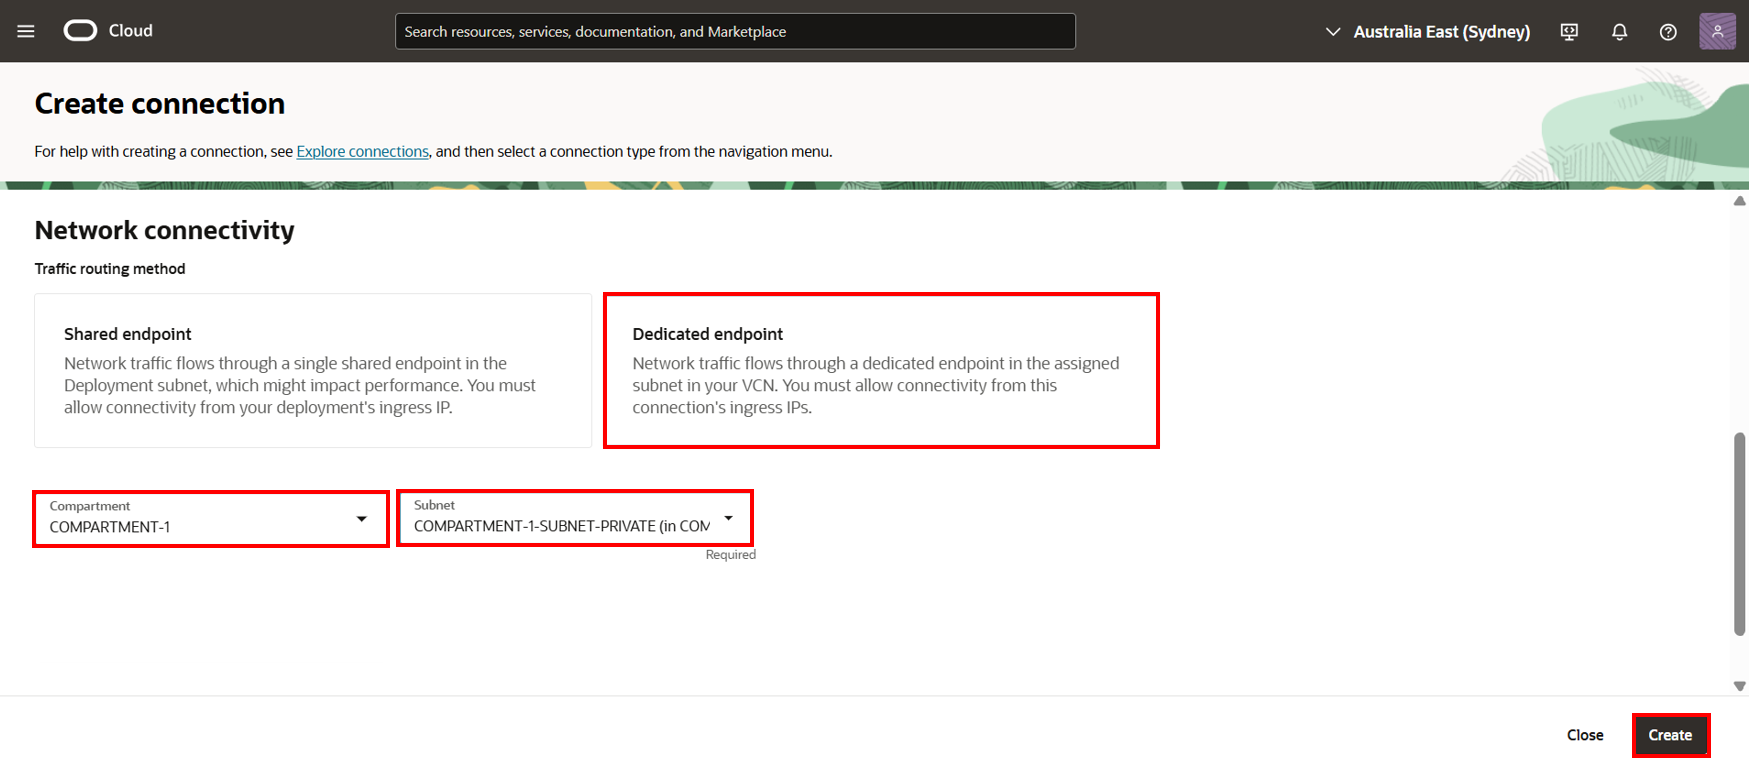 Cloud
Search resources, services, documentation, and Marketplace
Australia East (Sydney)
Create connection
For help with creating a connection, see Explore connections, and then select a connection type from the navigation menu.
Network connectivity
Traffic routing method
Shared endpoint
Network traffic flows through a single shared endpoint in the
Deployment subnet, which might impact performance. You must
allow connectivity from your deployment's ingress IP.
Dedicated endpoint
Network traffic flows through a dedicated endpoint in the assigned
subnet in your VCN. You must allow connectivity from this
connection's ingress IPs.
Compartment
COMPARTMENT-1
Subnet
COMPARTMENT-1-SUBNET-PRIVATE (in COM
Required
Close
Create